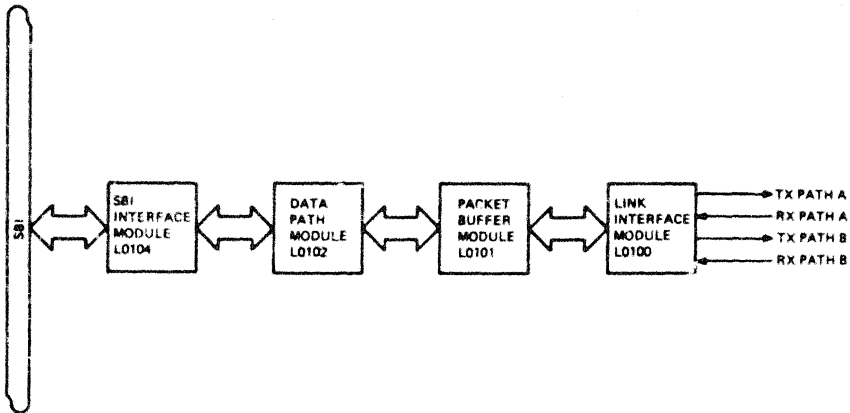 SBI
SBI
INTERFACE
MODULE
L0104
DATA
PATH
MODULE
L0102
PACKET
BUFFER
MODULE
L0101
LINK
INTERFACE
MODULE
L0100
TX PATH A
RX PATH A
TX PATH B
RX PATH B